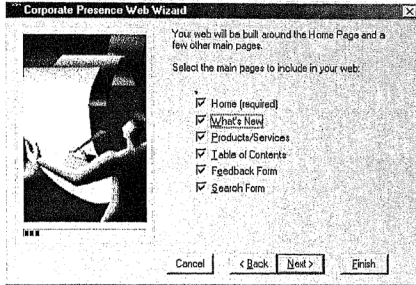 Corporate Presence Web Wizard
Your web will be built around the Home Page and a
few other main pages.
Select the main pages to include in your web:
Home (required)
What's New
Products/Services
Table of Contents
Feedback Form
Search Form
Cancel
< Back
Next >
Finish